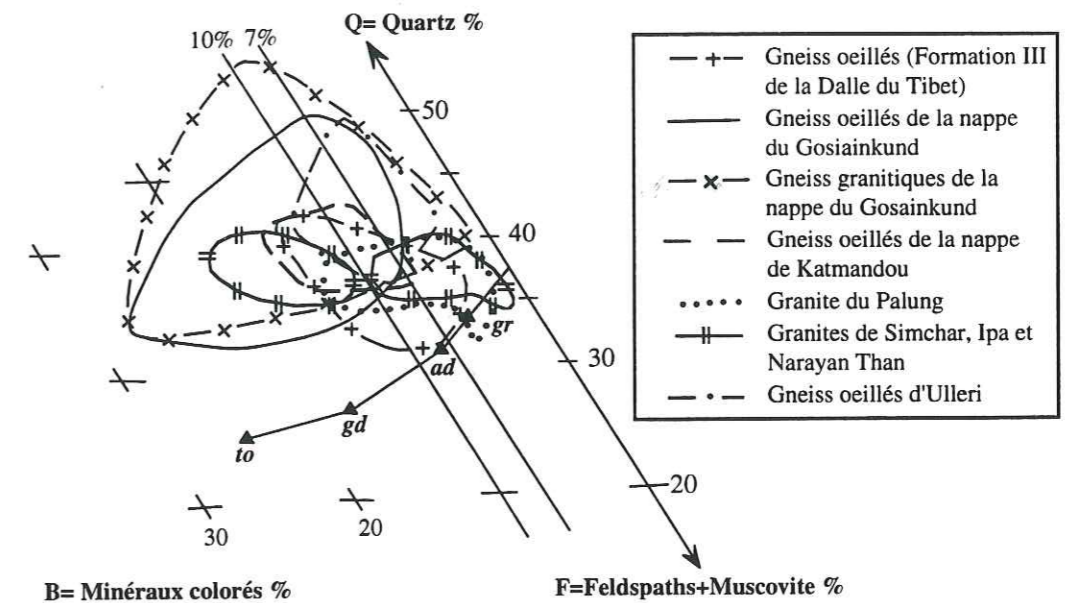 Q= Quartz %
10% 7%
50
40
30
20
gr
ad
gd
to
30
20
B= Minéraux colorés %
F=Feldspaths+Muscovite %
Gneiss oeillés (Formation III
de la Dalle du Tibet)
Gneiss oeillés de la nappe
du Gosiainkund
Gneiss granitiques de la
nappe du Gosainkund
Gneiss oeillés de la nappe
de Katmandou
Granite du Palung
Granites de Simchar, Ipa et
Narayan Than
Gneiss oeillés d'Ulleri